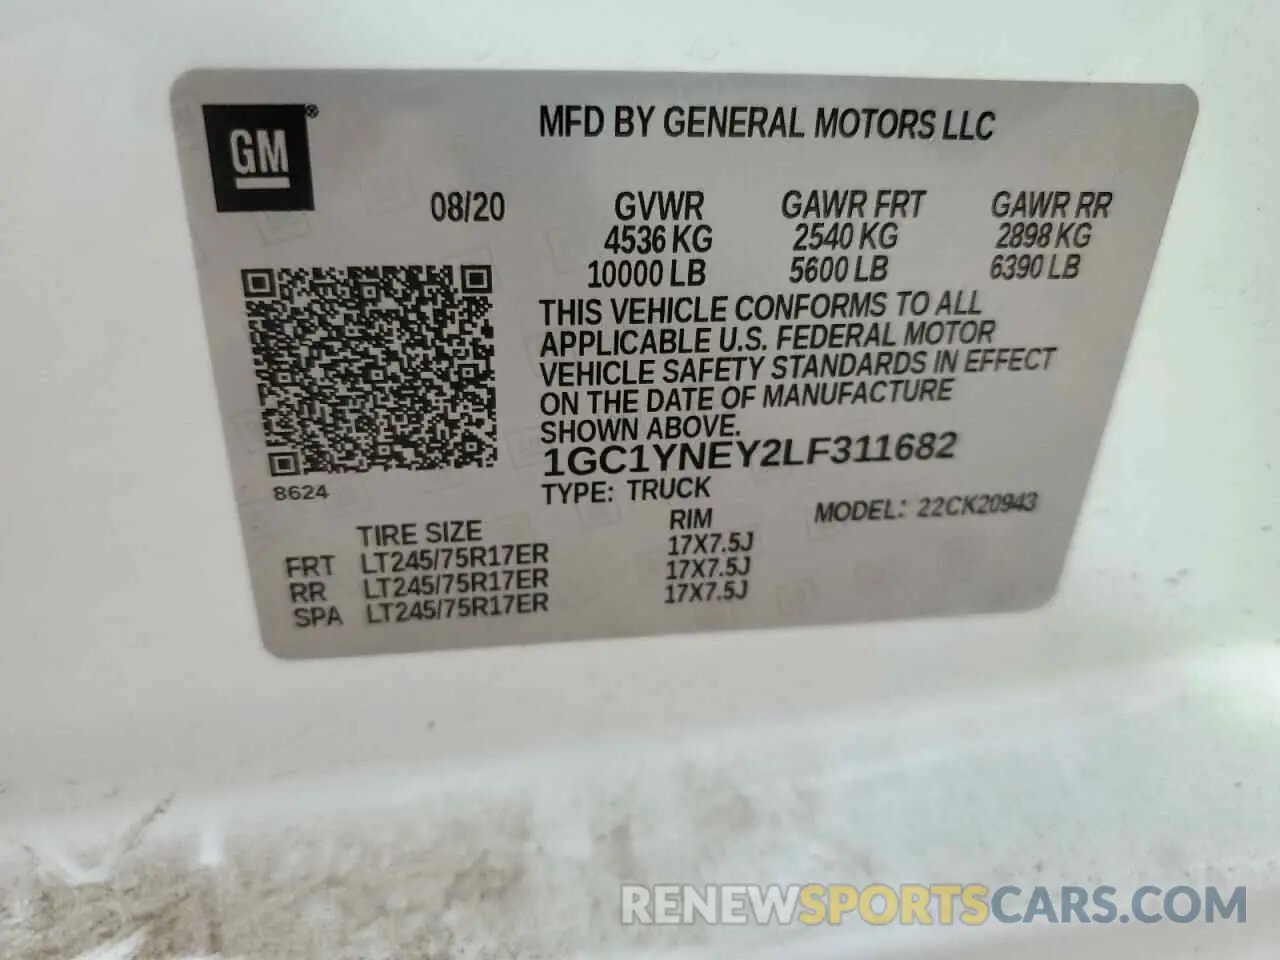 GM®
MFD BY GENERAL MOTORS LLC
08/20 GVWR GAWR FRT GAWR RR
4536 KG 2540 KG 2898 KG
10000 LB 5600 LB 6390 LB
THIS VEHICLE CONFORMS TO ALL
APPLICABLE U.S. FEDERAL MOTOR
VEHICLE SAFETY STANDARDS IN EFFECT
ON THE DATE OF MANUFACTURE
SHOWN ABOVE.
1GC1YNEY2LF311682
8624
TYPE: TRUCK MODEL: 22CK20943
TIRE SIZE RIM
FRT LT245/75R17ER 17X7.5J
RR LT245/75R17ER 17X7.5J
SPA LT245/75R17ER 17X7.5J
RENEWSPORTSCARS.COM